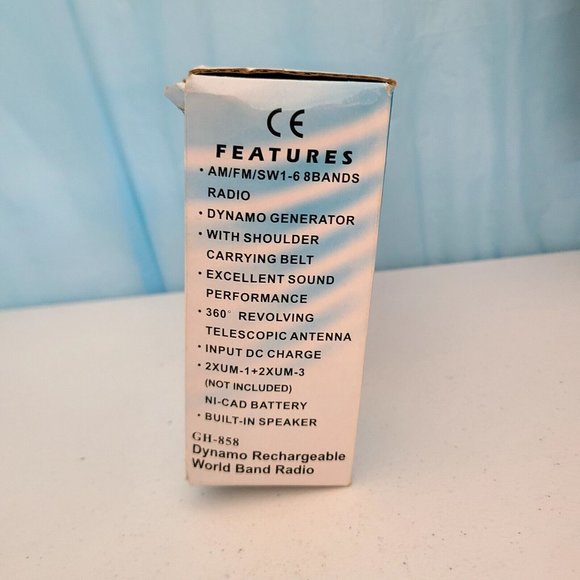 CE
FEATURES
• AM/FM/SW1-6 8BANDS
RADIO
• DYNAMO GENERATOR
• WITH SHOULDER
CARRYING BELT
• EXCELLENT SOUND
PERFORMANCE
• 360° REVOLVING
TELESCOPIC ANTENNA
• INPUT DC CHARGE
• 2XUM-1+2XUM-3
(NOT INCLUDED)
NI-CAD BATTERY
• BUILT-IN SPEAKER
GH-858
Dynamo Rechargeable
World Band Radio